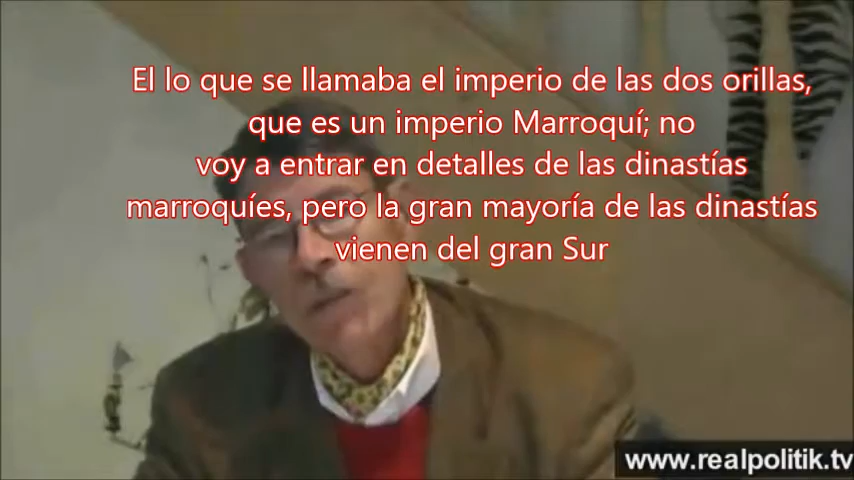 El lo que se llamaba el imperio de las dos orillas,
que es un imperio Marroquí; no
voy a entrar en detalles de las dinastías
marroquíes, pero la gran mayoría de las dinastías
vienen del gran Sur
www.realpolitik.tv